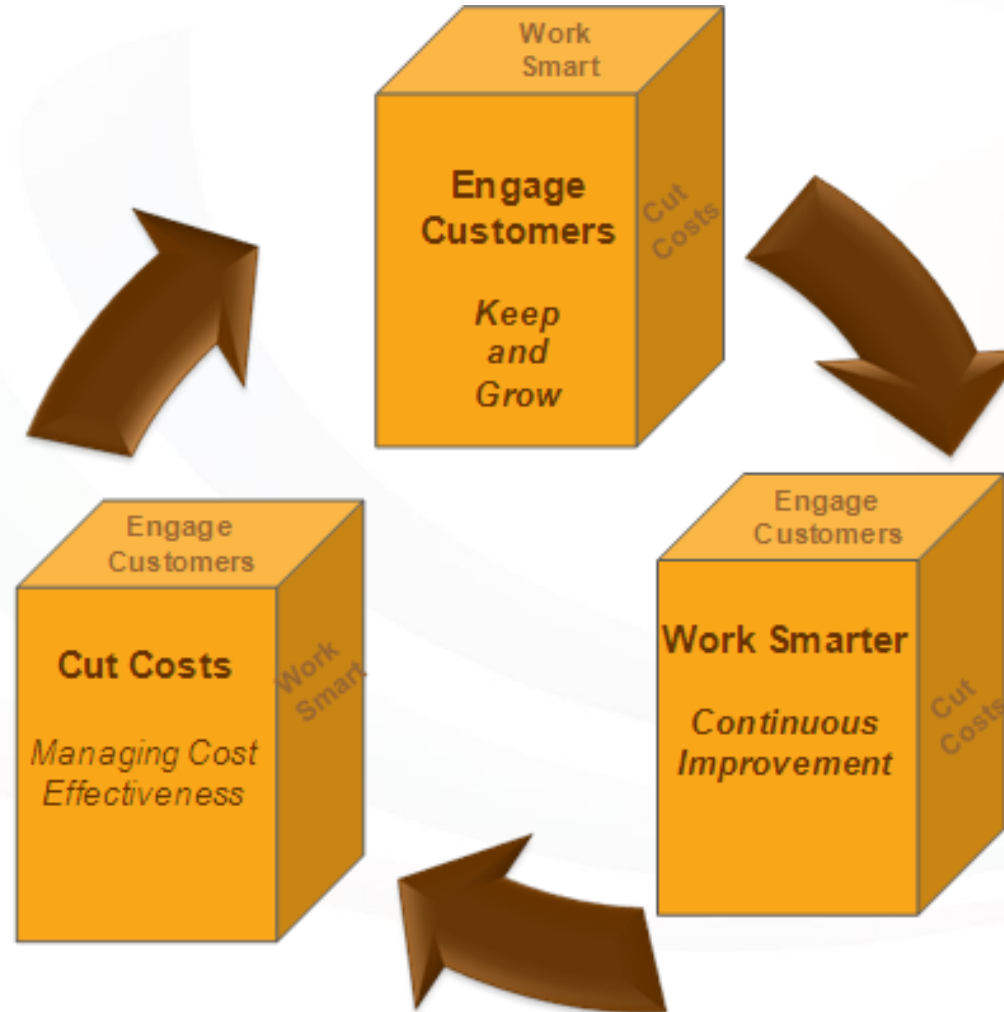 Work
Smart
Engage
Customers
Keep
and
Grow
Cut
Costs
Engage
Customers
Cut Costs
Managing Cost
Effectiveness
Work
Smart
Engage
Customers
Work Smarter
Continuous
Improvement
Cut
Costs